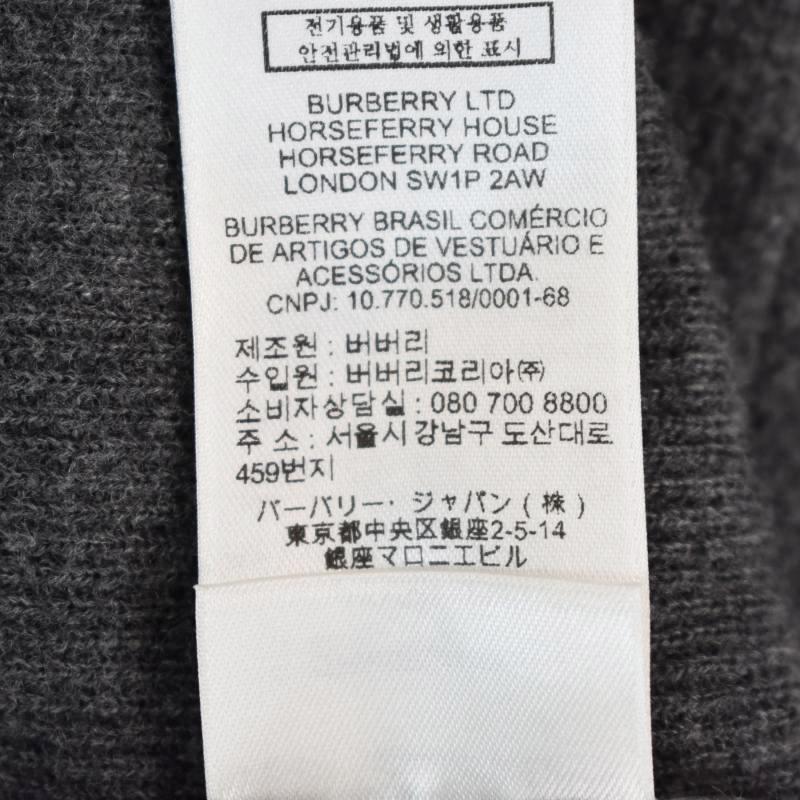 전기용품 및 생활용품
안전관리법에 의한 표시
BURBERRY LTD
HORSEFERRY HOUSE
HORSEFERRY ROAD
LONDON SW1P 2AW
BURBERRY BRASIL COMÉRCIO
DE ARTIGOS DE VESTUÁRIO E
ACESSÓRIOS LTDA.
CNPJ: 10.770.518/0001-68
제조원 : 버버리
수입원 : 버버리코리아㈜
소비자상담실 : 080 700 8800
주 소 : 서울시 강남구 도산대로
459번지
バーバリー・ジャパン(株)
東京都中央区銀座2-5-14
銀座マロニエビル